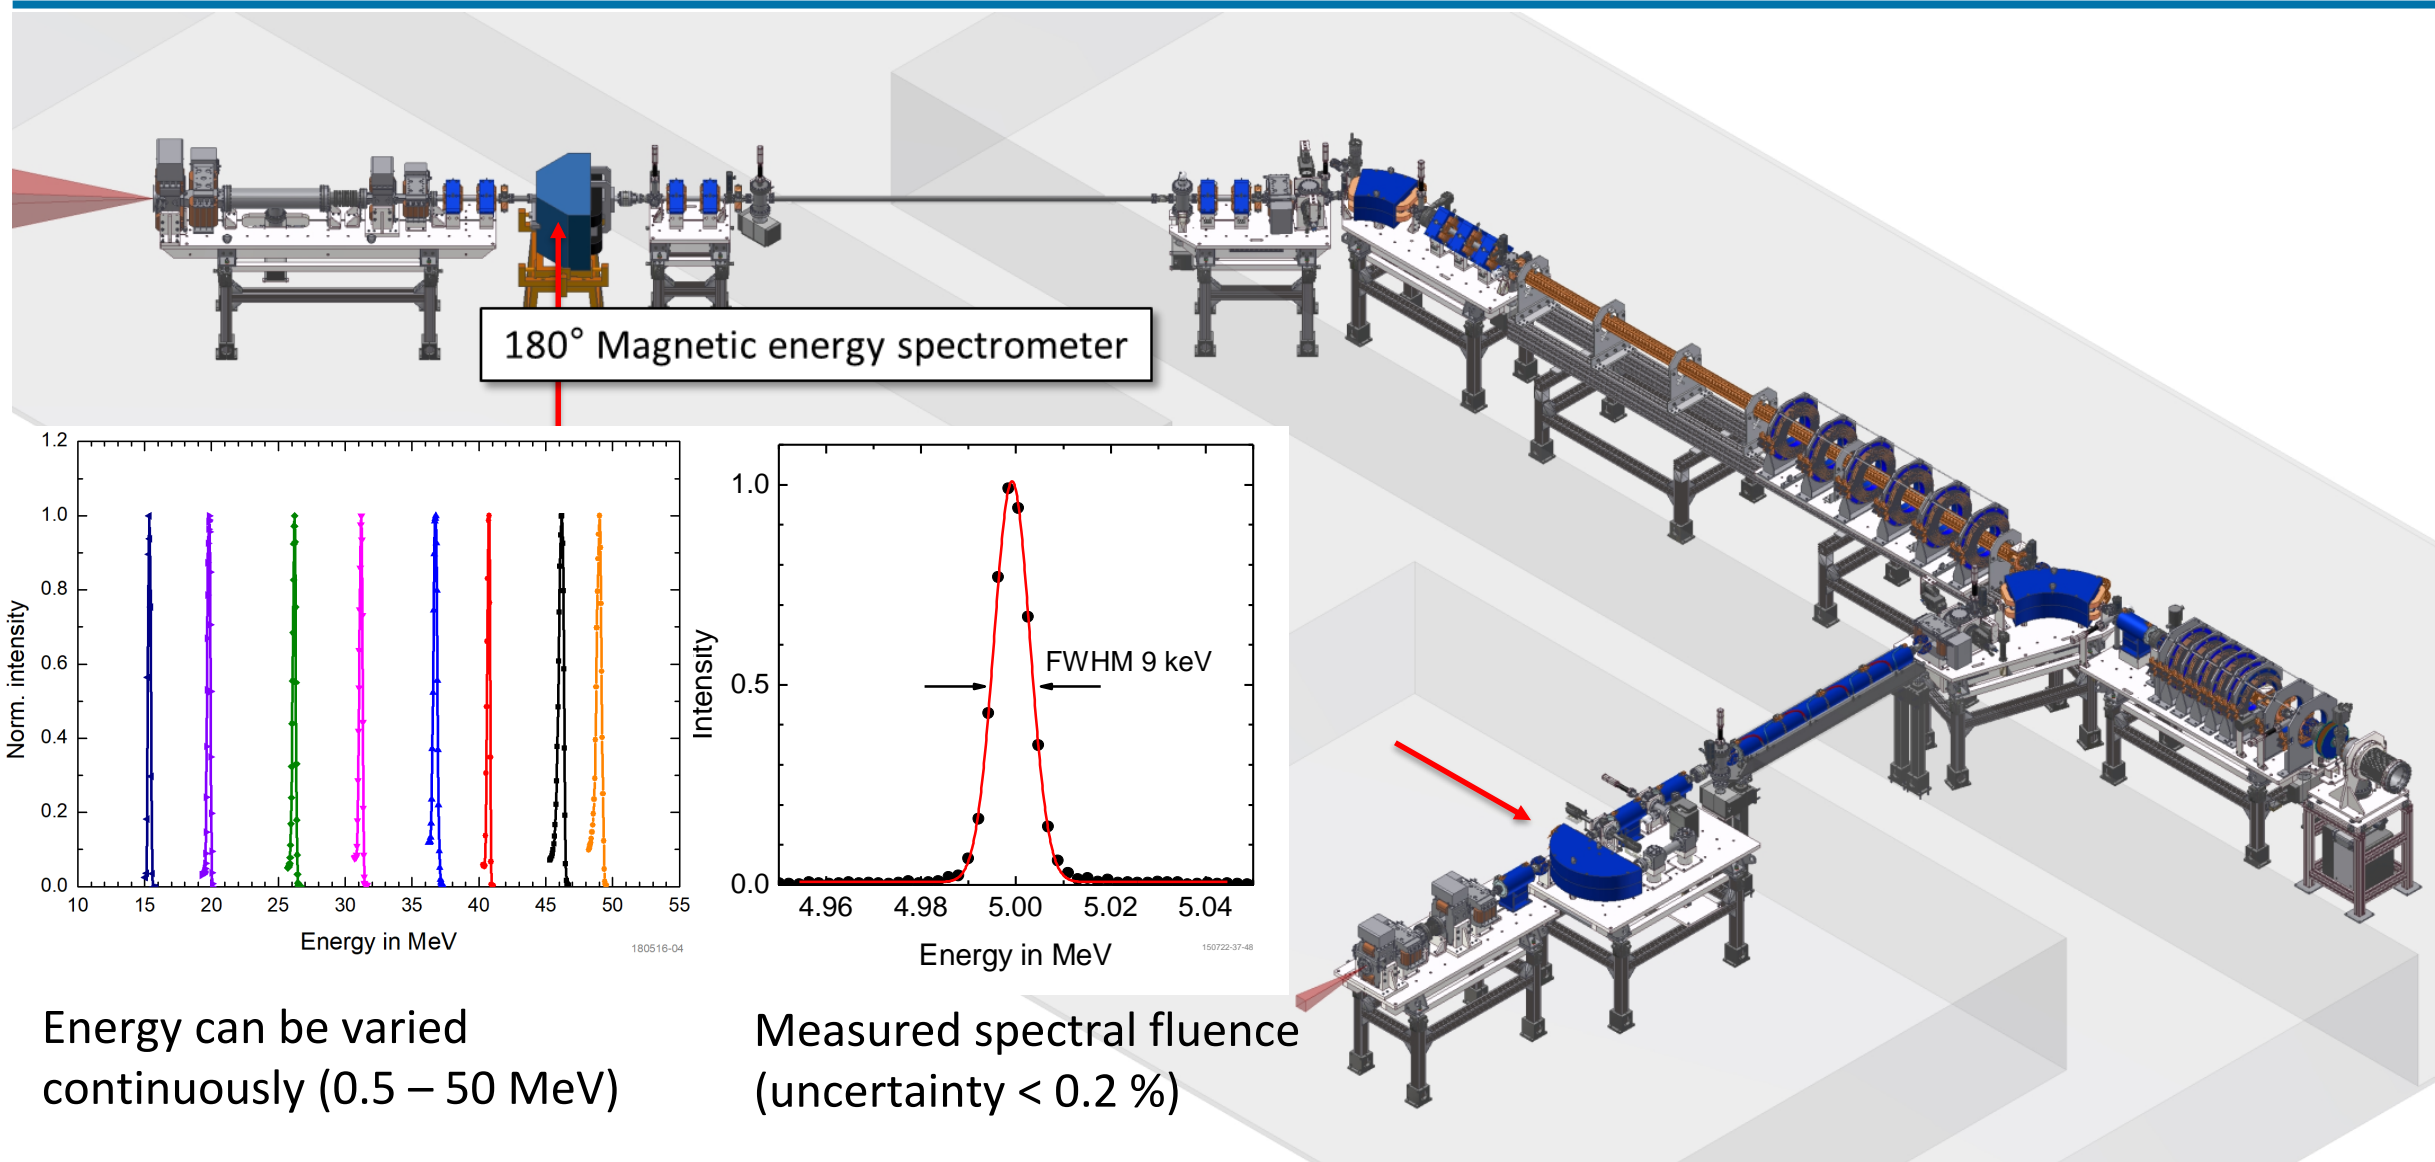 180° Magnetic energy spectrometer
1.2
1.0
0.8
0.6
0.4
0.2
0.0
Norm. intensity
10 15 20 25 30 35 40 45 50 55
Energy in MeV
180516-04
1.0
0.5
0.0
Intensity
FWHM 9 keV
4.96 4.98 5.00 5.02 5.04
Energy in MeV
150722-37-48
Energy can be varied
continuously (0.5 – 50 MeV)
Measured spectral fluence
(uncertainty < 0.2 %)